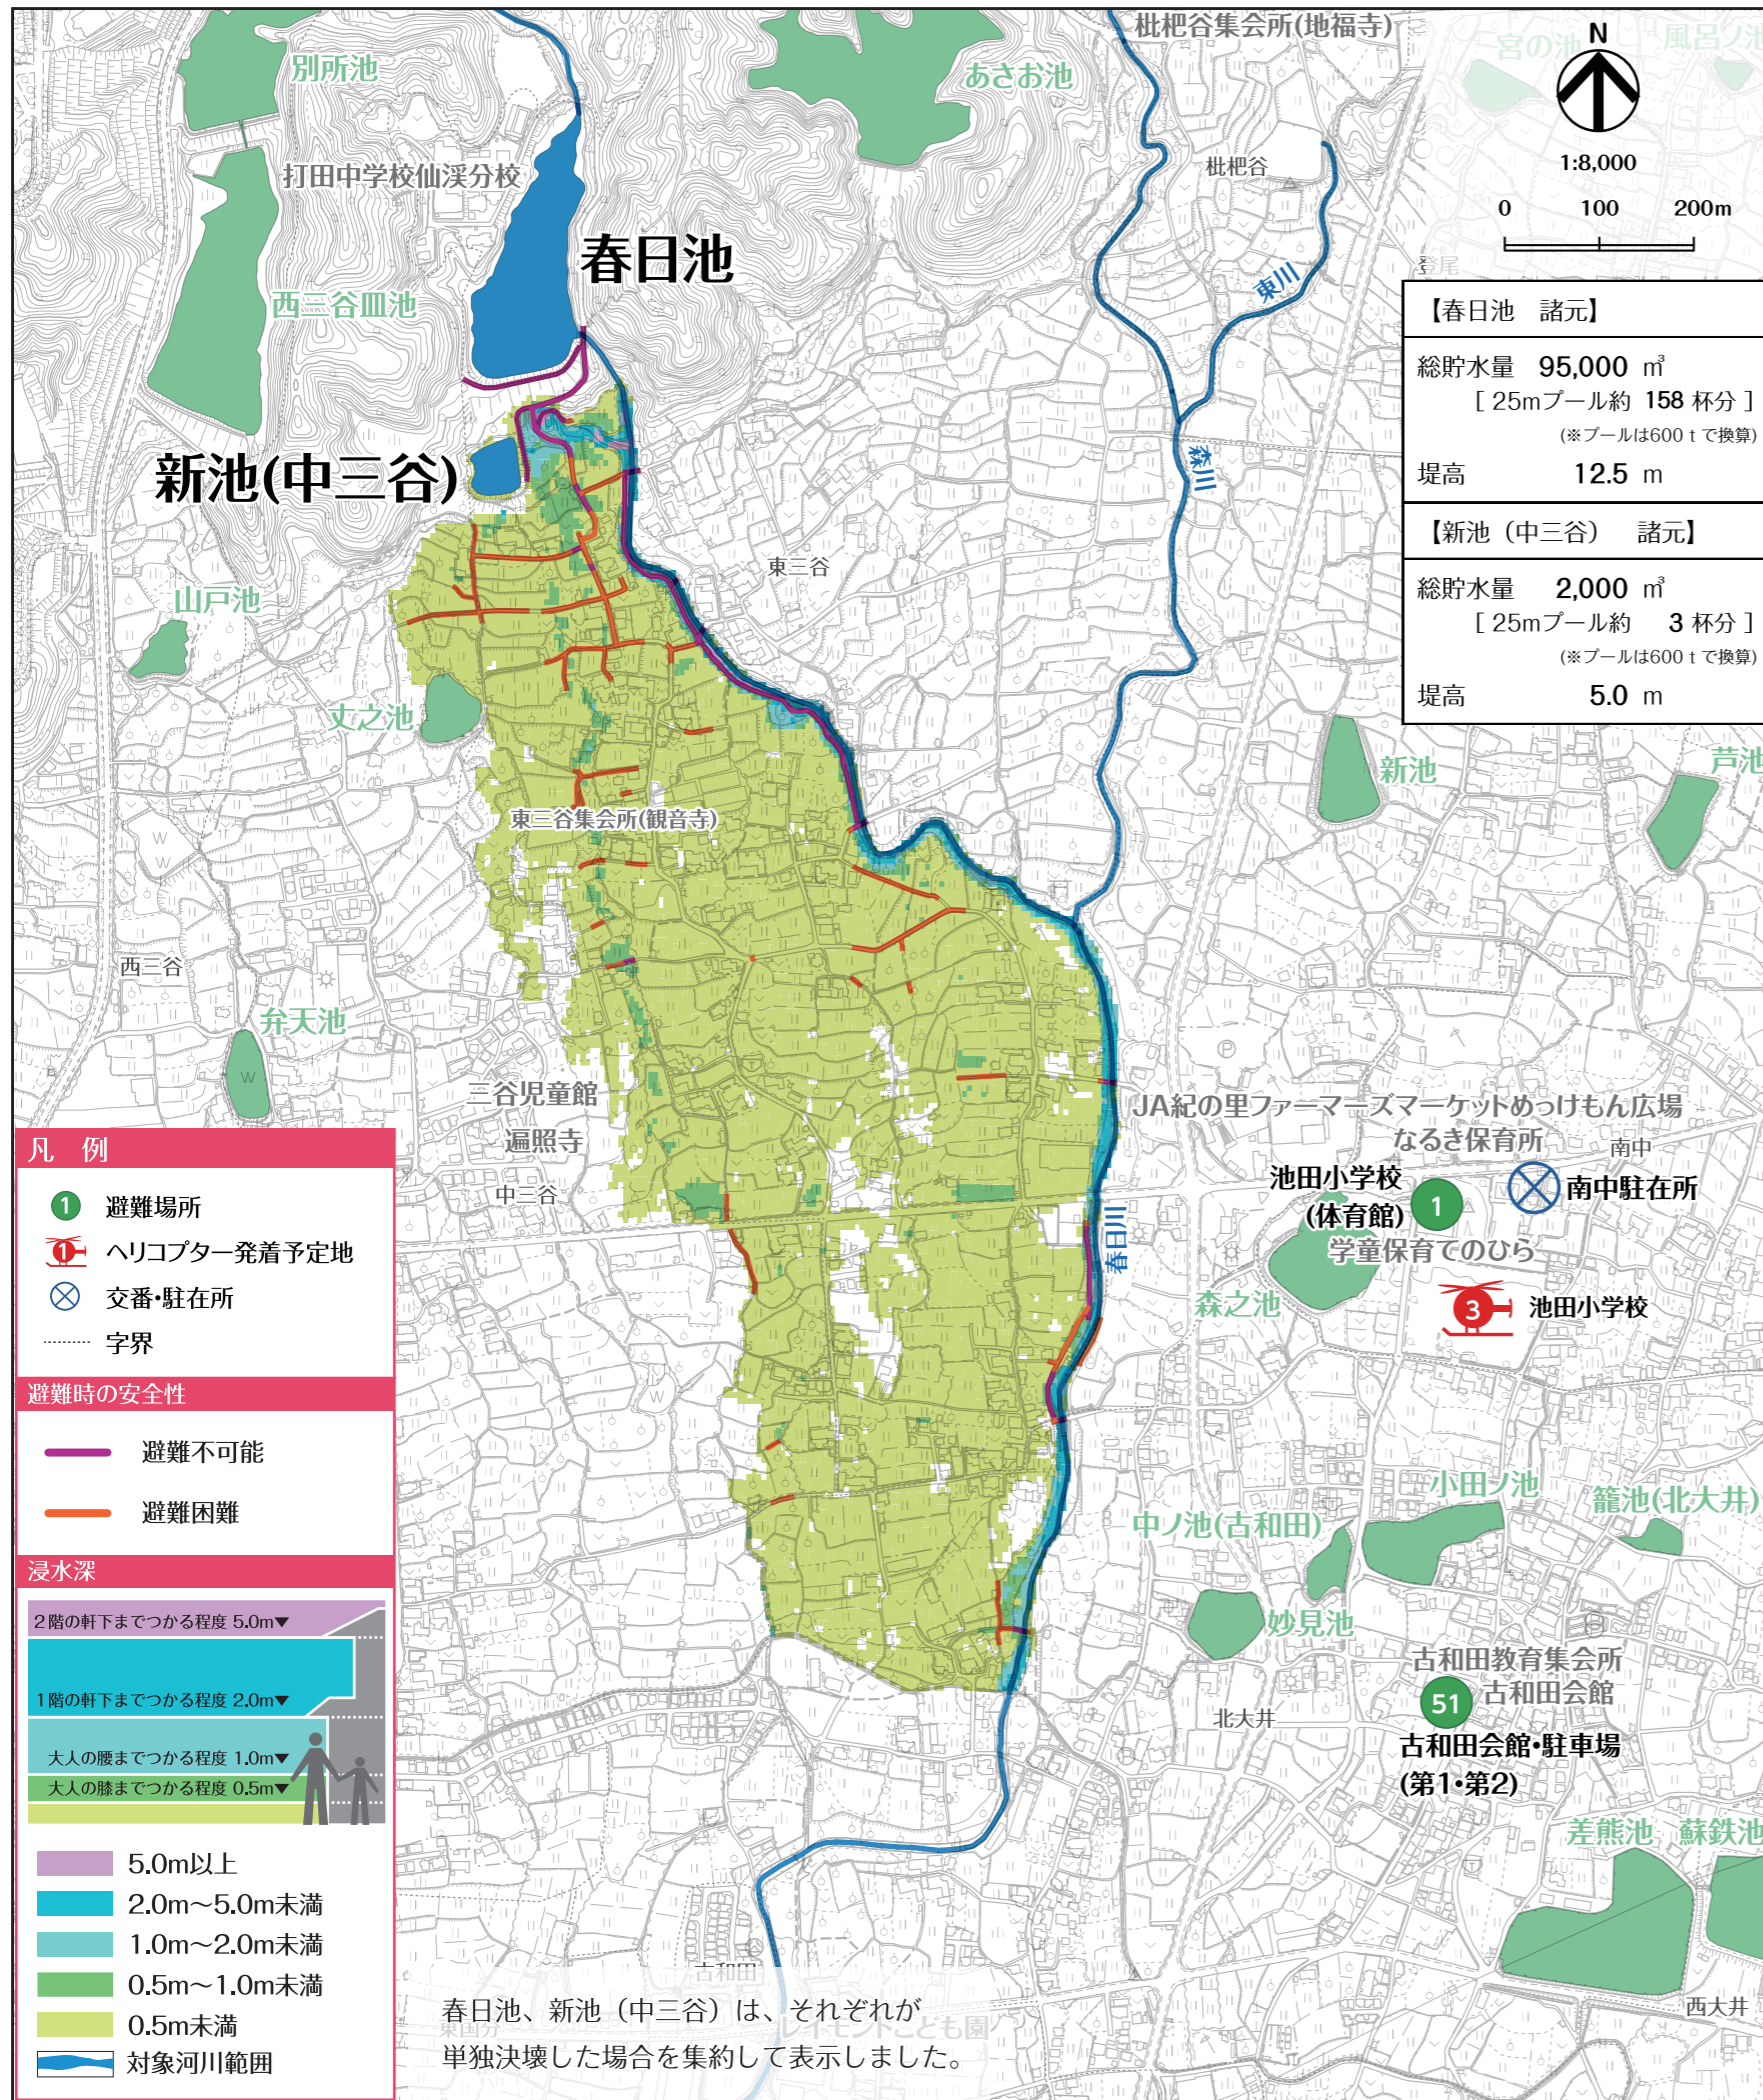 枇杷谷集会所(地福寺)
別所池
あさお池
宮の池
風呂ノ池
N
1:8,000
0 100 200m
打田中学校仙渓分校
枇杷谷
春日池
東川
登尾
西三谷皿池
【春日池 諸元】
総貯水量 95,000 ㎥
[ 25mプール約 158 杯分 ]
(※プールは600 t で換算)
堤高 12.5 m
【新池（中三谷） 諸元】
総貯水量 2,000 ㎥
[ 25mプール約 3 杯分 ]
(※プールは600 t で換算)
堤高 5.0 m
新池(中三谷)
森川
東三谷
山戸池
丈之池
新池
芦池
東三谷集会所(観音寺)
西三谷
弁天池
三谷児童館
遍照寺
中三谷
JA紀の里ファーマーズマーケットめっけもん広場
なるき保育所
南中
池田小学校
(体育館)
1
南中駐在所
学童保育てのひら
春日川
森之池
3
池田小学校
小田ノ池
籠池(北大井)
中ノ池(古和田)
妙見池
古和田教育集会所
古和田会館
51
北大井
古和田会館・駐車場
(第1・第2)
差熊池
蘇鉄池
古和田
西大井
東国分
レイモンドこども園
凡 例
1 避難場所
1 ヘリコプター発着予定地
交番・駐在所
字界
避難時の安全性
避難不可能
避難困難
浸水深
2階の軒下までつかる程度 5.0m▼
1階の軒下までつかる程度 2.0m▼
大人の腰までつかる程度 1.0m▼
大人の膝までつかる程度 0.5m▼
5.0m以上
2.0m～5.0m未満
1.0m～2.0m未満
0.5m～1.0m未満
0.5m未満
対象河川範囲
春日池、新池（中三谷）は、それぞれが
単独決壊した場合を集約して表示しました。